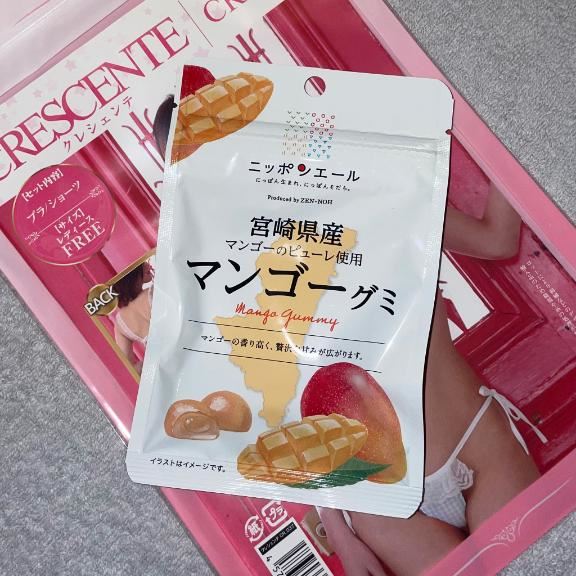 CRESCENTE
クレシェンテ
【セット内容】
ブラ/ショーツ
【サイズ】
レディース
FREE
BACK
ニッポンエール
にっぽん生まれ、にっぽんそだち。
Produced by ZEN-NOH
宮崎県産
マンゴーのピューレ使用
マンゴーグミ
Mango Gummy
マンゴーの香り高く、贅沢な甘みが広がります。
イラストはイメージです。
紙
プラ